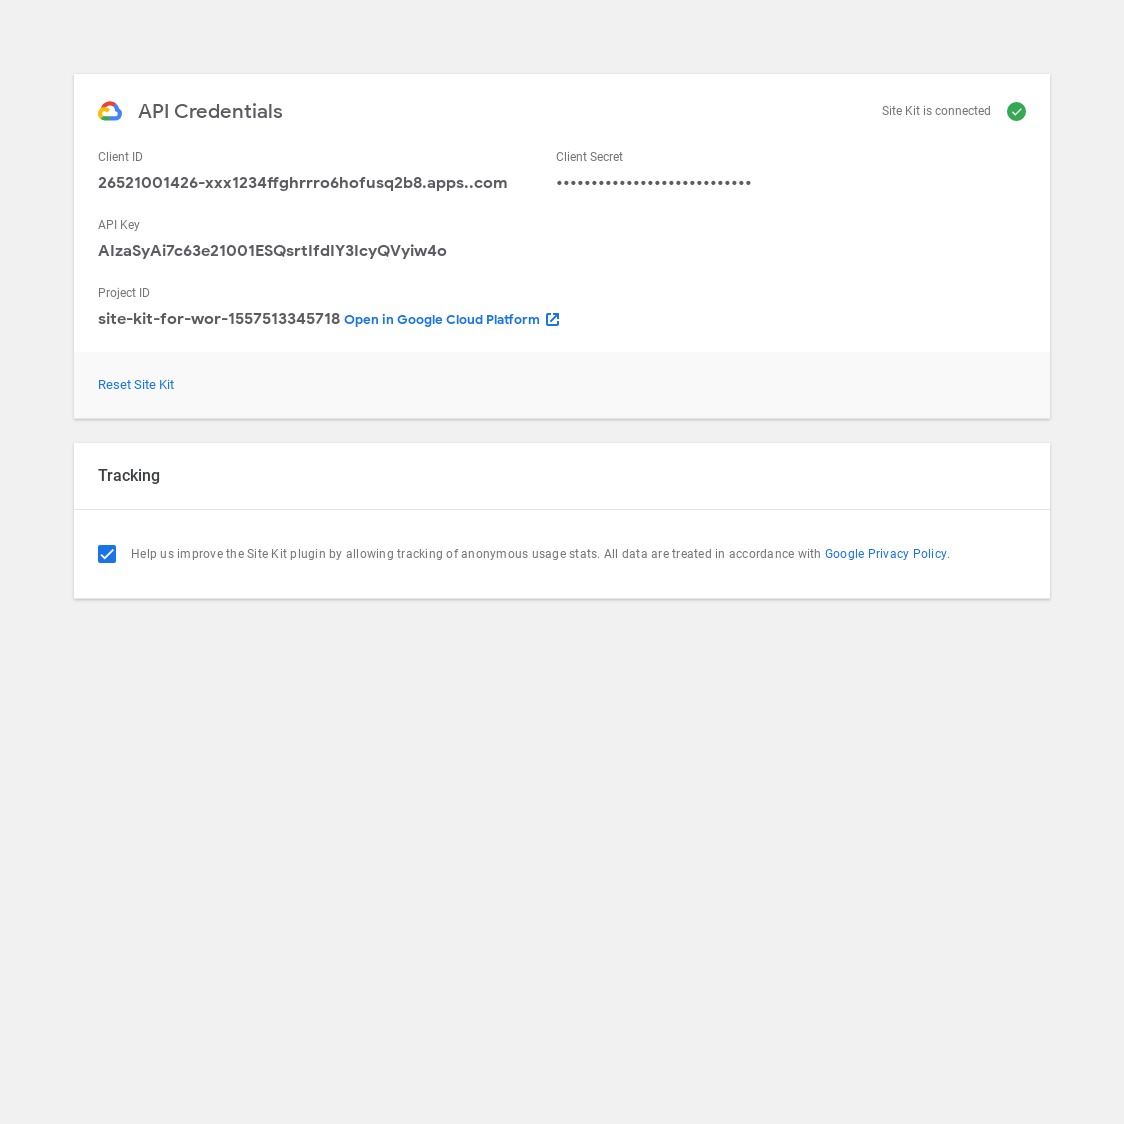 API Credentials
Site Kit is connected
Client ID
Client Secret
26521001426-xxx1234ffghrrro6hofusq2b8.apps..com
••••••••••••••••••••••••••••
API Key
AIzaSyAi7c63e21001ESQsrtIfdIY3IcyQVyiw4o
Project ID
site-kit-for-wor-1557513345718 Open in Google Cloud Platform
Reset Site Kit
Tracking
Help us improve the Site Kit plugin by allowing tracking of anonymous usage stats. All data are treated in accordance with Google Privacy Policy.